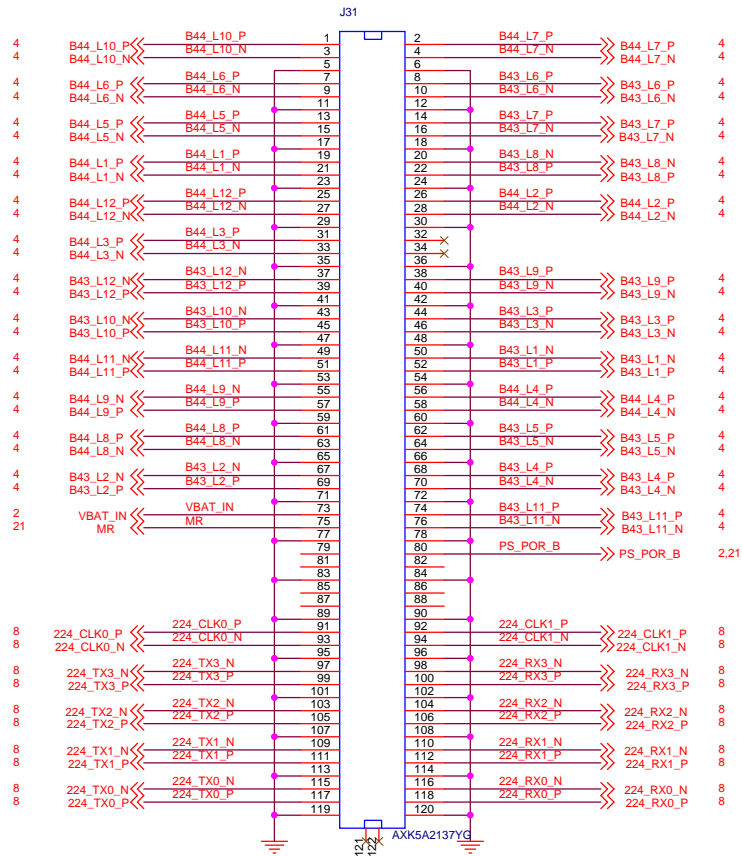 J31
4 B44_L10_P B44_L10_P 1 2 B44_L7_P B44_L7_P 4
4 B44_L10_N B44_L10_N 3 4 B44_L7_N B44_L7_N 4
5 6
4 B44_L6_P B44_L6_P 7 8 B43_L6_P B43_L6_P 4
4 B44_L6_N B44_L6_N 9 10 B43_L6_N B43_L6_N 4
11 12
4 B44_L5_P B44_L5_P 13 14 B43_L7_P B43_L7_P 4
4 B44_L5_N B44_L5_N 15 16 B43_L7_N B43_L7_N 4
17 18
4 B44_L1_P B44_L1_P 19 20 B43_L8_N B43_L8_N 4
4 B44_L1_N B44_L1_N 21 22 B43_L8_P B43_L8_P 4
23 24
4 B44_L12_P B44_L12_P 25 26 B44_L2_P B44_L2_P 4
4 B44_L12_N B44_L12_N 27 28 B44_L2_N B44_L2_N 4
29 30
4 B44_L3_P B44_L3_P 31 32
4 B44_L3_N B44_L3_N 33 34
35 36
4 B43_L12_N B43_L12_N 37 38 B43_L9_P B43_L9_P 4
4 B43_L12_P B43_L12_P 39 40 B43_L9_N B43_L9_N 4
41 42
4 B43_L10_N B43_L10_N 43 44 B43_L3_P B43_L3_P 4
4 B43_L10_P B43_L10_P 45 46 B43_L3_N B43_L3_N 4
47 48
4 B44_L11_N B44_L11_N 49 50 B43_L1_N B43_L1_N 4
4 B44_L11_P B44_L11_P 51 52 B43_L1_P B43_L1_P 4
53 54
4 B44_L9_N B44_L9_N 55 56 B44_L4_P B44_L4_P 4
4 B44_L9_P B44_L9_P 57 58 B44_L4_N B44_L4_N 4
59 60
4 B44_L8_P B44_L8_P 61 62 B43_L5_P B43_L5_P 4
4 B44_L8_N B44_L8_N 63 64 B43_L5_N B43_L5_N 4
65 66
4 B43_L2_N B43_L2_N 67 68 B43_L4_P B43_L4_P 4
4 B43_L2_P B43_L2_P 69 70 B43_L4_N B43_L4_N 4
71 72
2 VBAT_IN VBAT_IN 73 74 B43_L11_P B43_L11_P 4
21 MR MR 75 76 B43_L11_N B43_L11_N 4
77 78
79 80 PS_POR_B PS_POR_B 2,21
81 82
83 84
85 86
87 88
89 90
8 224_CLK0_P 224_CLK0_P 91 92 224_CLK1_P 224_CLK1_P 8
8 224_CLK0_N 224_CLK0_N 93 94 224_CLK1_N 224_CLK1_N 8
95 96
8 224_TX3_N 224_TX3_N 97 98 224_RX3_N 224_RX3_N 8
8 224_TX3_P 224_TX3_P 99 100 224_RX3_P 224_RX3_P 8
101 102
8 224_TX2_N 224_TX2_N 103 104 224_RX2_N 224_RX2_N 8
8 224_TX2_P 224_TX2_P 105 106 224_RX2_P 224_RX2_P 8
107 108
8 224_TX1_N 224_TX1_N 109 110 224_RX1_N 224_RX1_N 8
8 224_TX1_P 224_TX1_P 111 112 224_RX1_P 224_RX1_P 8
113 114
8 224_TX0_N 224_TX0_N 115 116 224_RX0_N 224_RX0_N 8
8 224_TX0_P 224_TX0_P 117 118 224_RX0_P 224_RX0_P 8
119 120
121 122 AXK5A2137YG